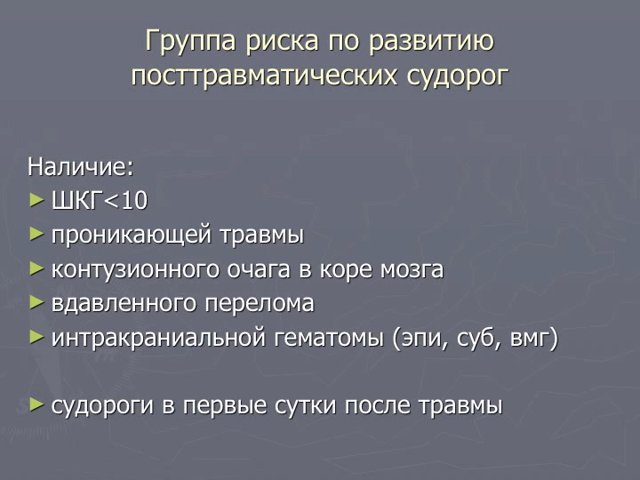 Группа риска по развитию
посттравматических судорог
Наличие:
► ШКГ<10
► проникающей травмы
► контузионного очага в коре мозга
► вдавленного перелома
► интракраниальной гематомы (эпи, суб, вмг)
► судороги в первые сутки после травмы